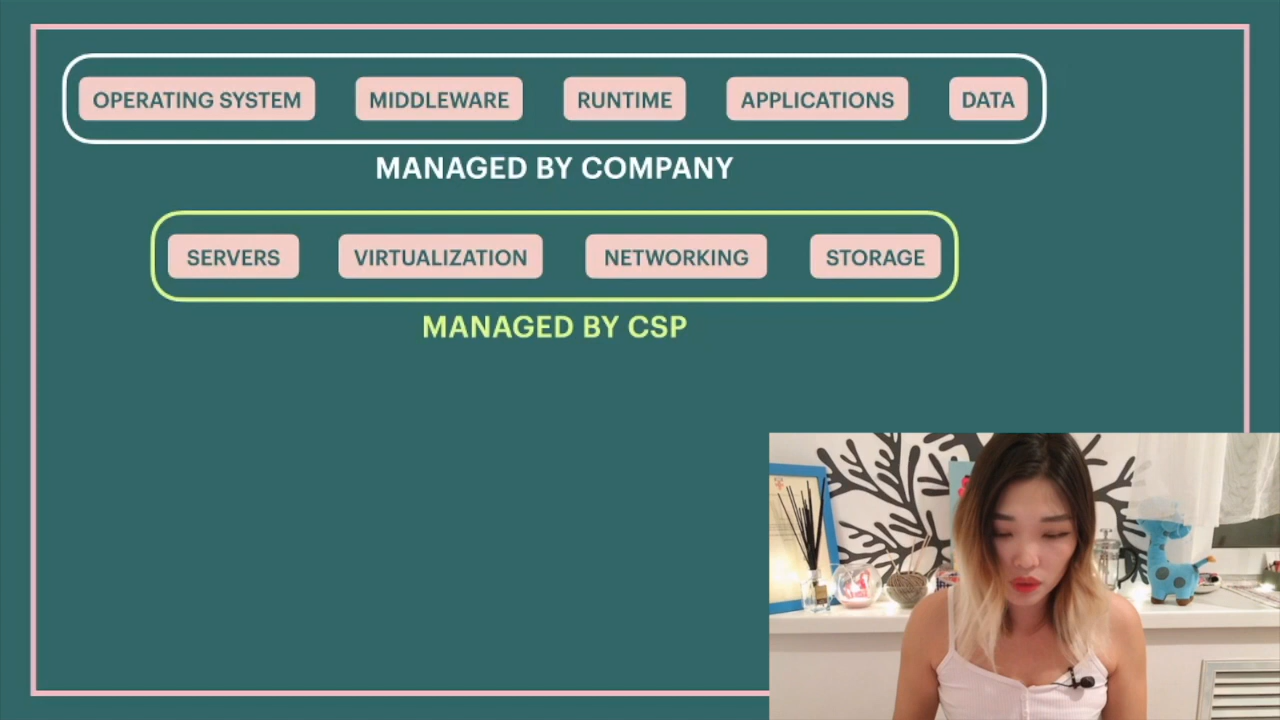 OPERATING SYSTEM MIDDLEWARE RUNTIME APPLICATIONS DATA
MANAGED BY COMPANY
SERVERS VIRTUALIZATION NETWORKING STORAGE
MANAGED BY CSP